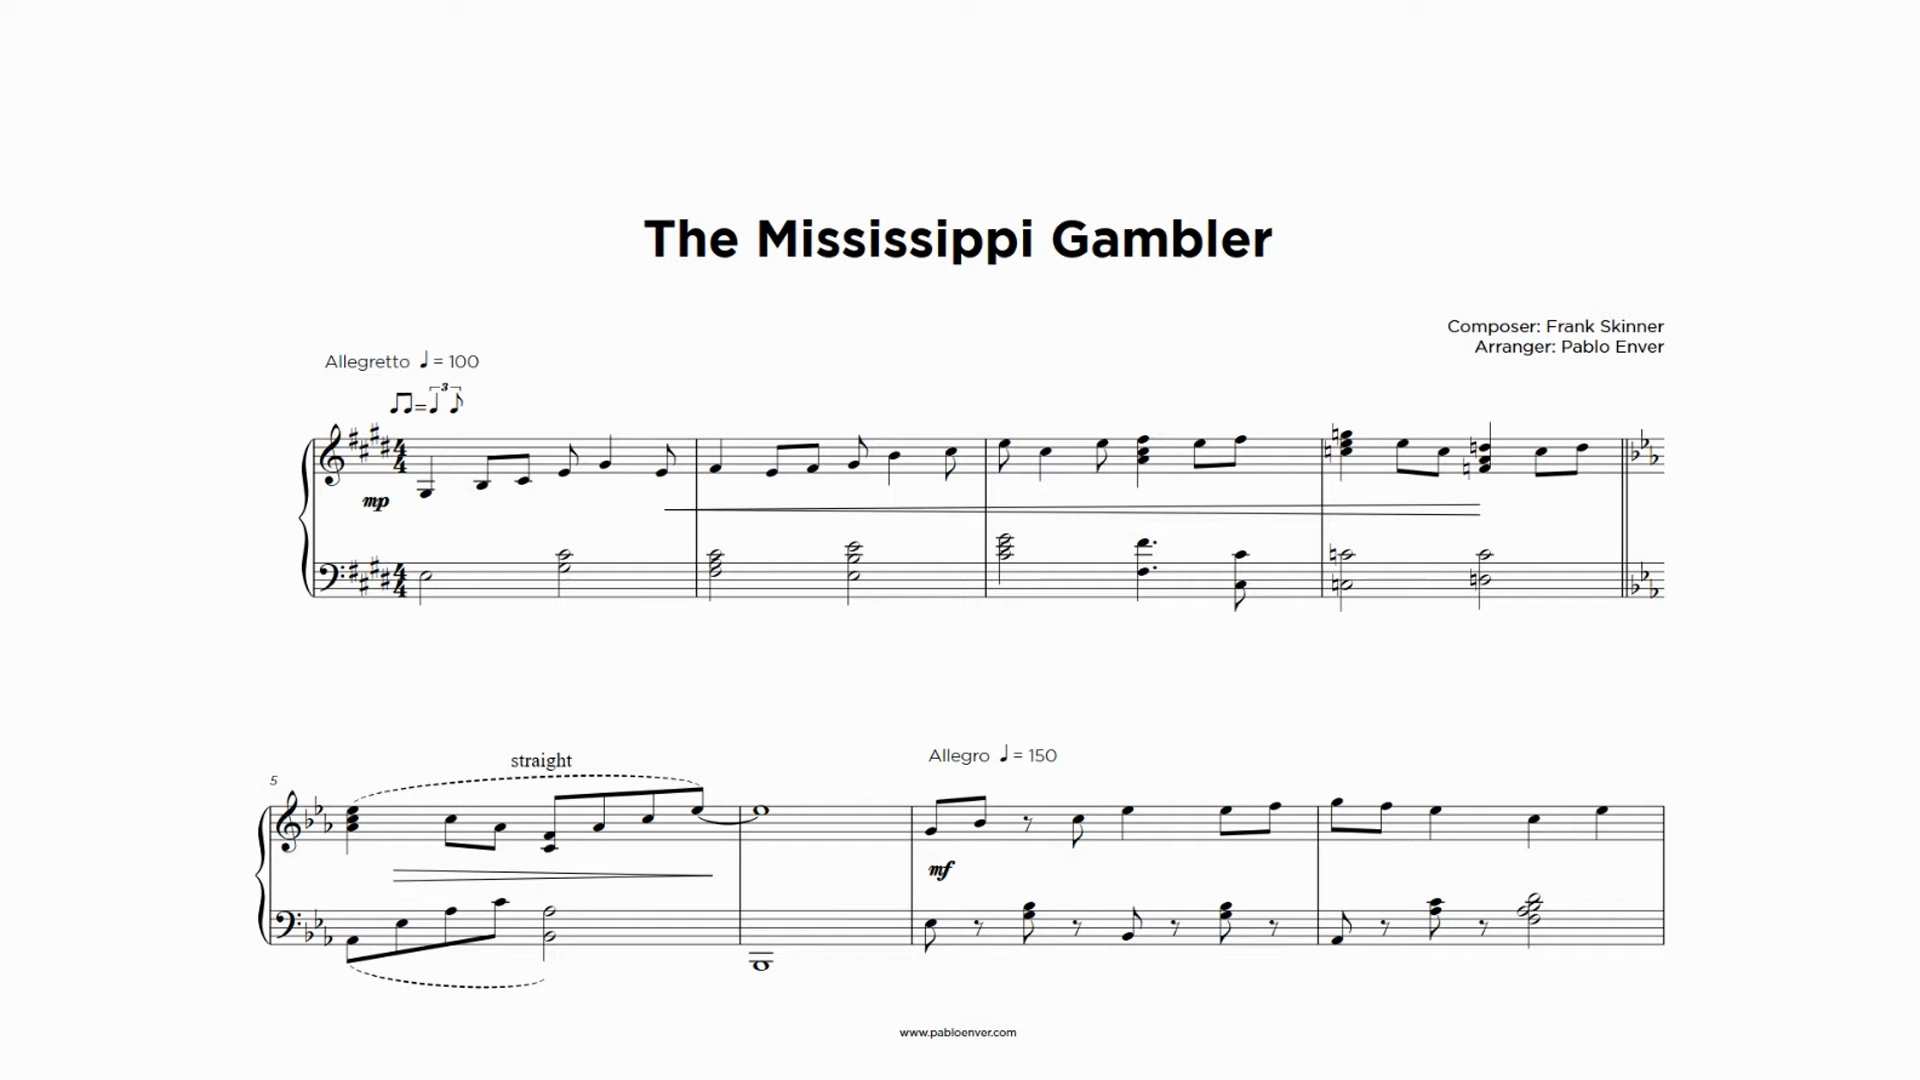 The Mississippi Gambler
Composer: Frank Skinner
Arranger: Pablo Enver
Allegretto ♩ = 100
3
mp
5
straight
Allegro ♩ = 150
mf
www.pabloenver.com